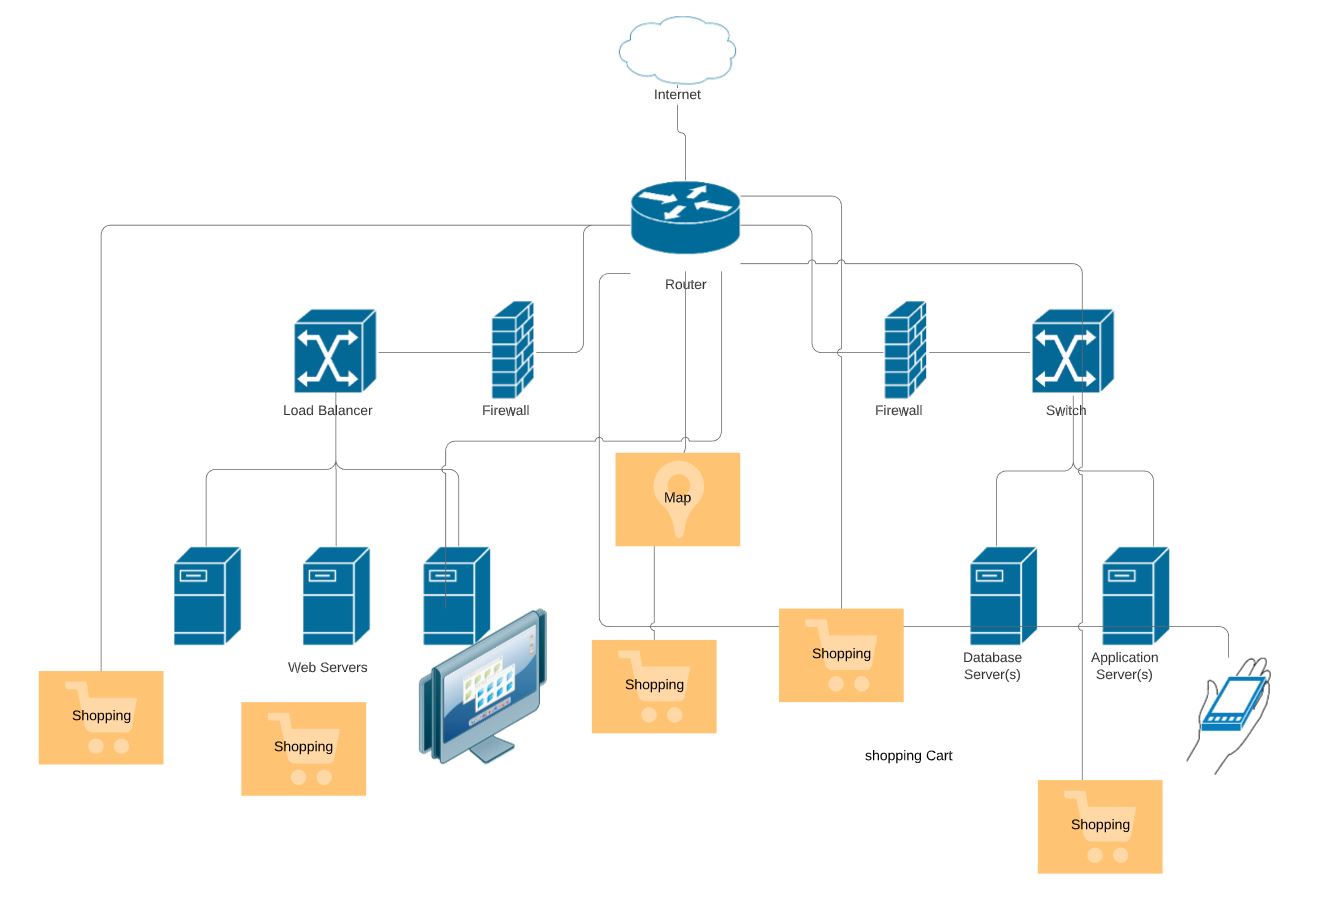 Internet
Router
Load Balancer
Firewall
Firewall
Switch
Map
Web Servers
Shopping
Shopping
Shopping
Shopping
Database
Server(s)
Application
Server(s)
shopping Cart
Shopping